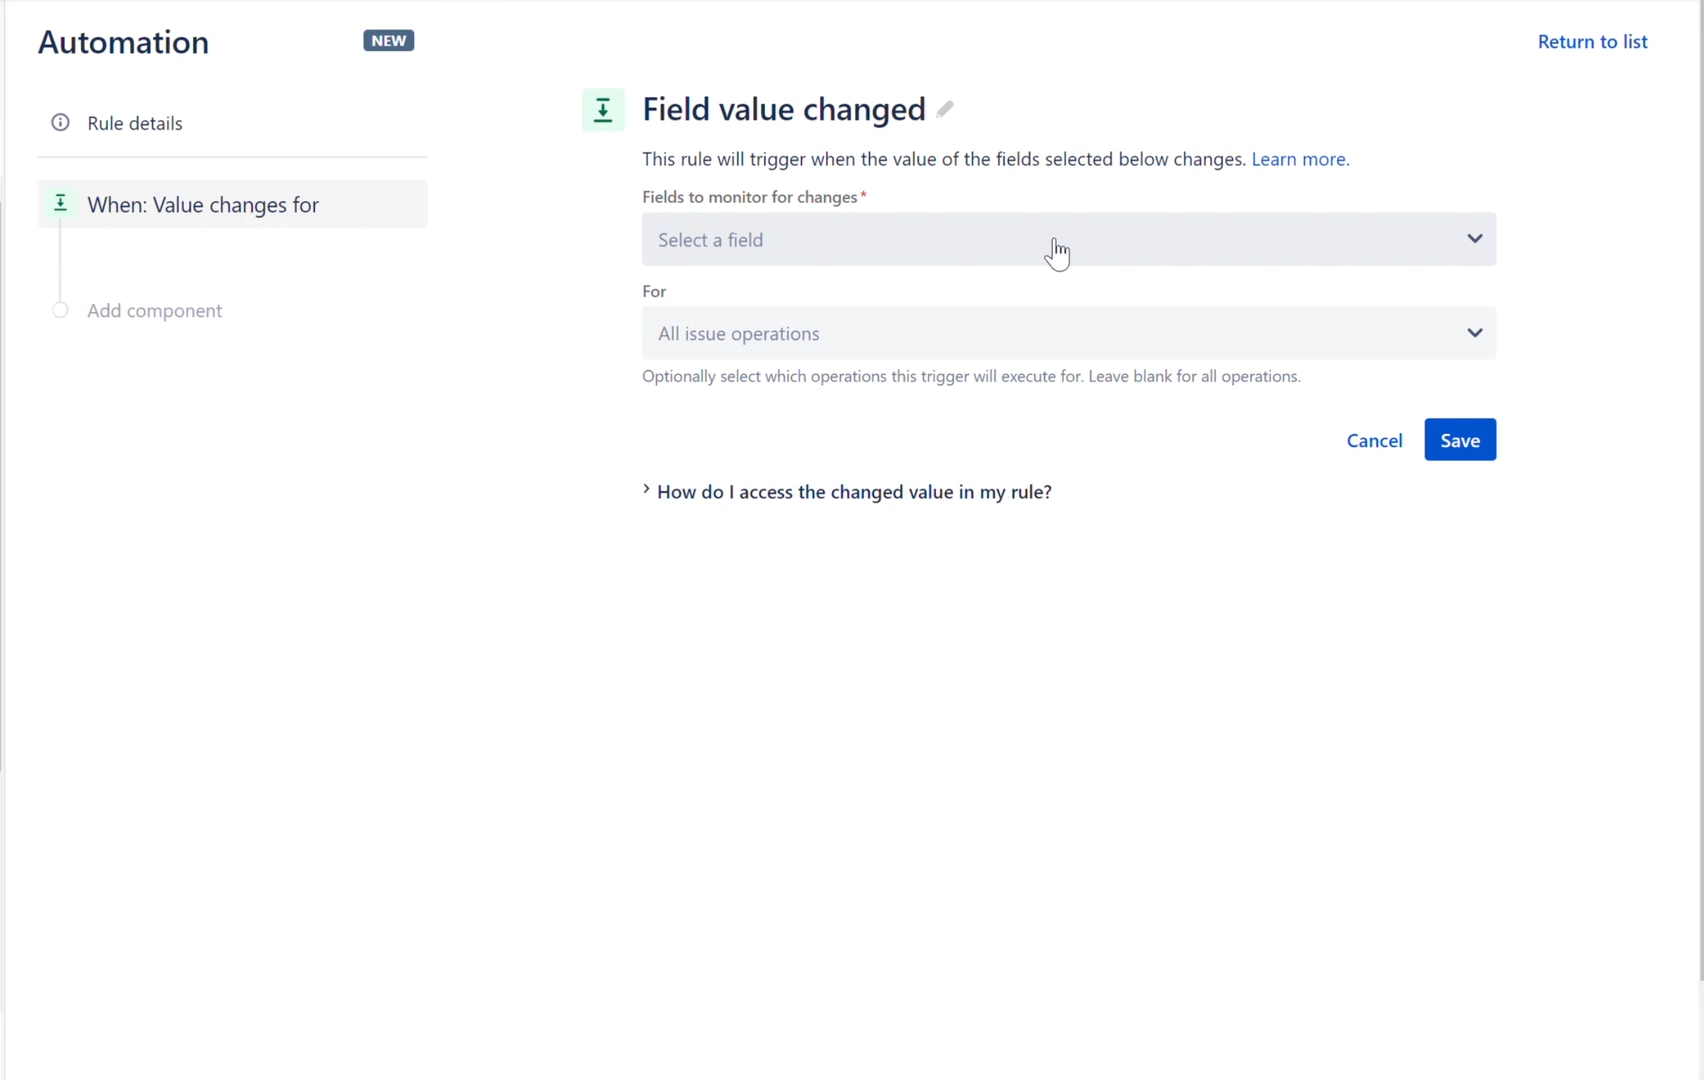 Automation
NEW
Return to list
Rule details
When: Value changes for
Add component
Field value changed
This rule will trigger when the value of the fields selected below changes. Learn more.
Fields to monitor for changes*
Select a field
For
All issue operations
Optionally select which operations this trigger will execute for. Leave blank for all operations.
Cancel
Save
How do I access the changed value in my rule?